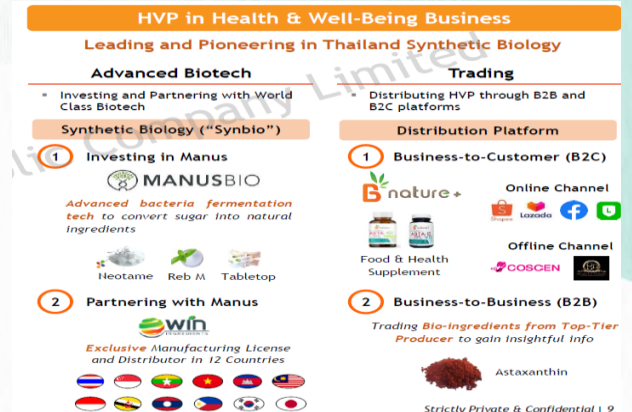 HVP in Health & Well-Being Business
Leading and Pioneering in Thailand Synthetic Biology
Advanced Biotech
▪ Investing and Partnering with World
Class Biotech
Synthetic Biology ("Synbio")
1 Investing in Manus
MANUSBIO
Advanced bacteria fermentation
tech to convert sugar into natural
ingredients
Neotame Reb M Tabletop
2 Partnering with Manus
WIN
Exclusive Manufacturing License
and Distributor in 12 Countries
Trading
▪ Distributing HVP through B2B and
B2C platforms
Distribution Platform
1 Business-to-Customer (B2C)
B nature+
Food & Health
Supplement
Online Channel
Shopee Lazada
Offline Channel
COSCEN
2 Business-to-Business (B2B)
Trading Bio-ingredients from Top-Tier
Producer to gain insightful info
Astaxanthin
Strictly Private & Confidential | 9
lic Company Limited